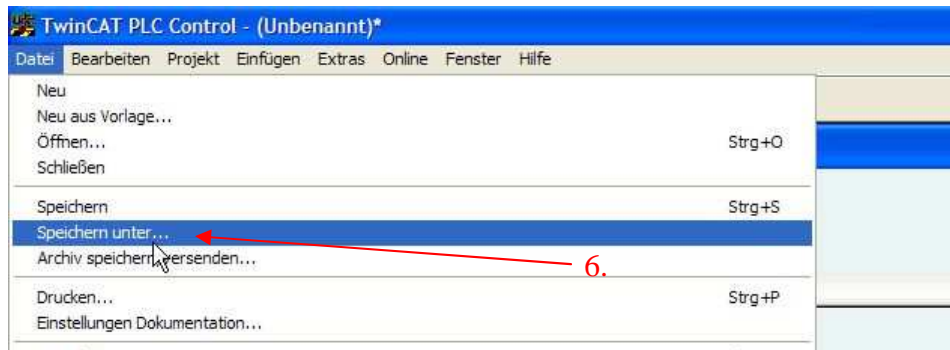 TwinCAT PLC Control - (Unbenannt)*
Datei Bearbeiten Projekt Einfügen Extras Online Fenster Hilfe
Neu
Neu aus Vorlage...
Öffnen... Strg+O
Schließen
Speichern Strg+S
Speichern unter...
Archiv speichern/versenden...
6.
Drucken... Strg+P
Einstellungen Dokumentation...